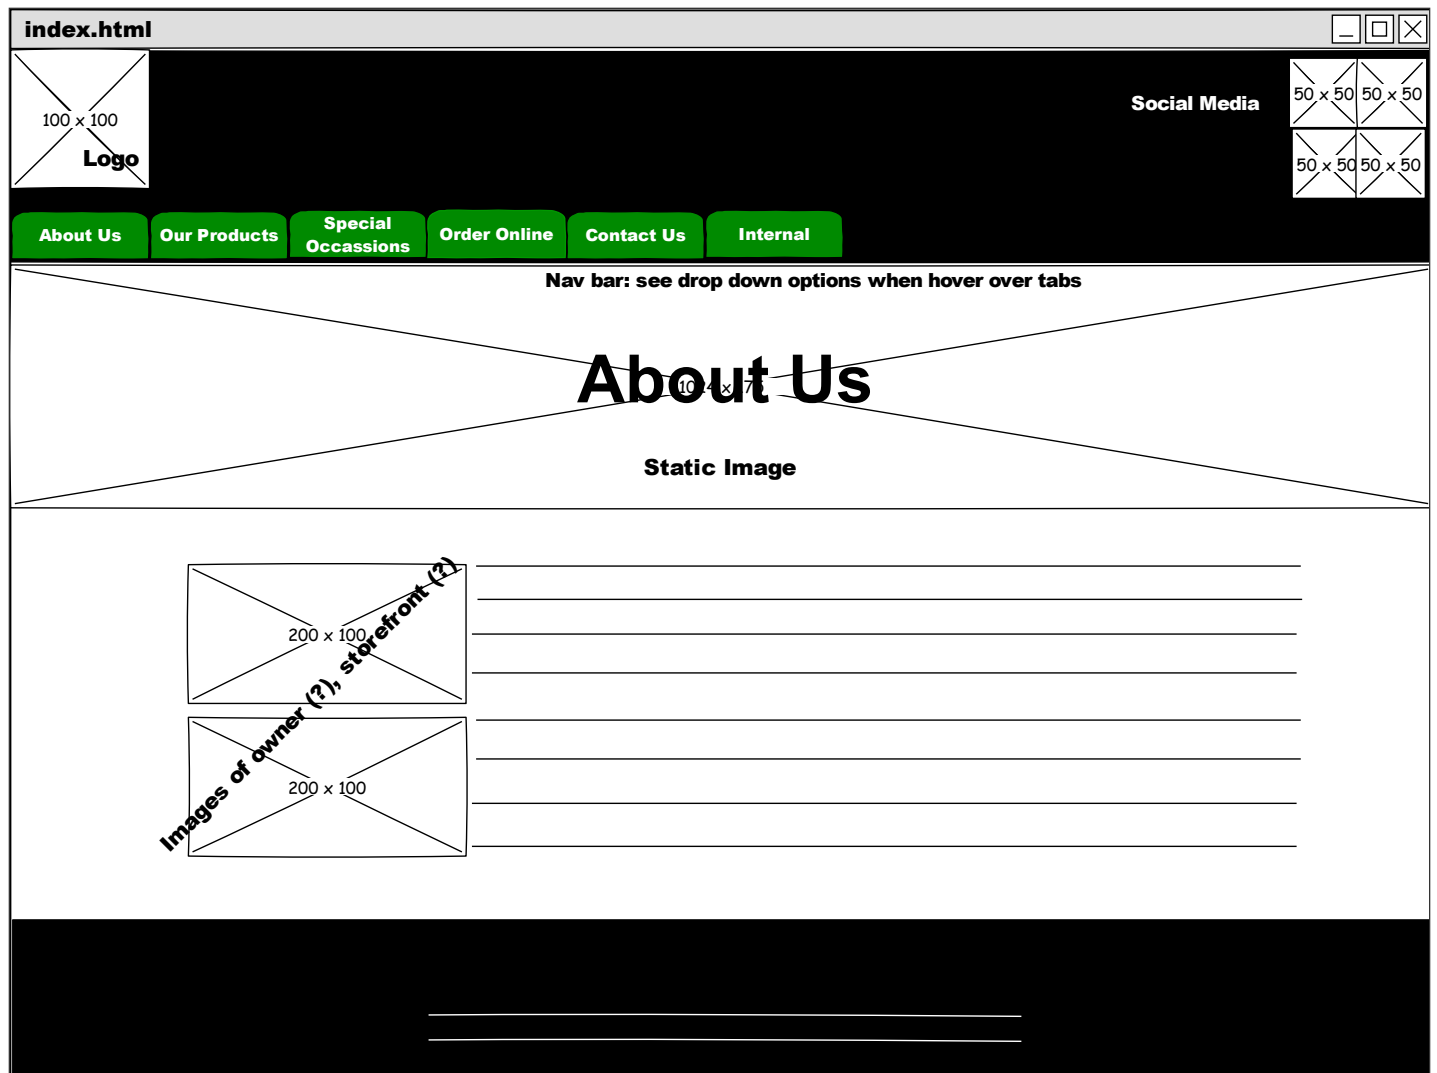 index.html
100 x 100
Logo
Social Media
50 x 50
50 x 50
50 x 50
50 x 50
About Us
Our Products
Special
Occassions
Order Online
Contact Us
Internal
Nav bar: see drop down options when hover over tabs
About Us
Static Image
Images of owner (?), storefront (?)
200 x 100
200 x 100